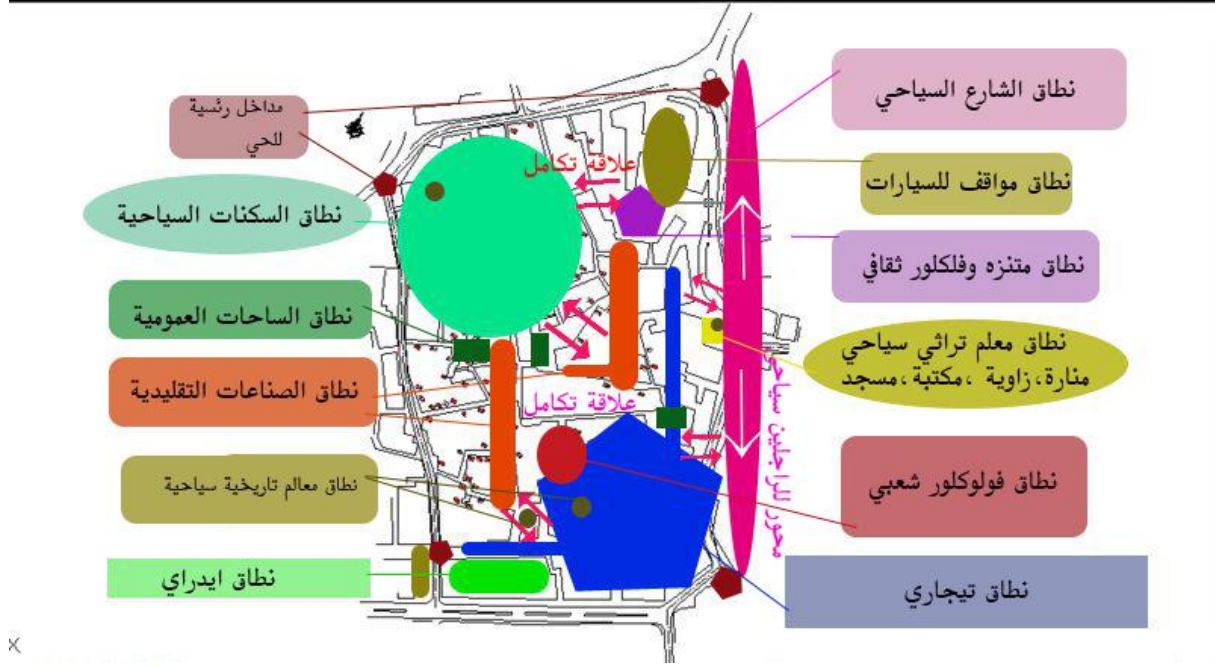 مداخل رئسية
للحي
نطاق السكنات السياحية
نطاق الساحات العمومية
نطاق الصناعات التقليدية
نطاق معالم تاريخية سياحية
نطاق ايدراي
علاقة تكامل
علاقة تكامل
محور للراجلين سياحي
نطاق الشارع السياحي
نطاق مواقف للسيارات
نطاق متنزه وفلكلور ثقافي
نطاق معلم تراثي سياحي
منارة،زاوية ،مكتبة،مسجد
نطاق فولوكلور شعبي
نطاق تيجاري
X